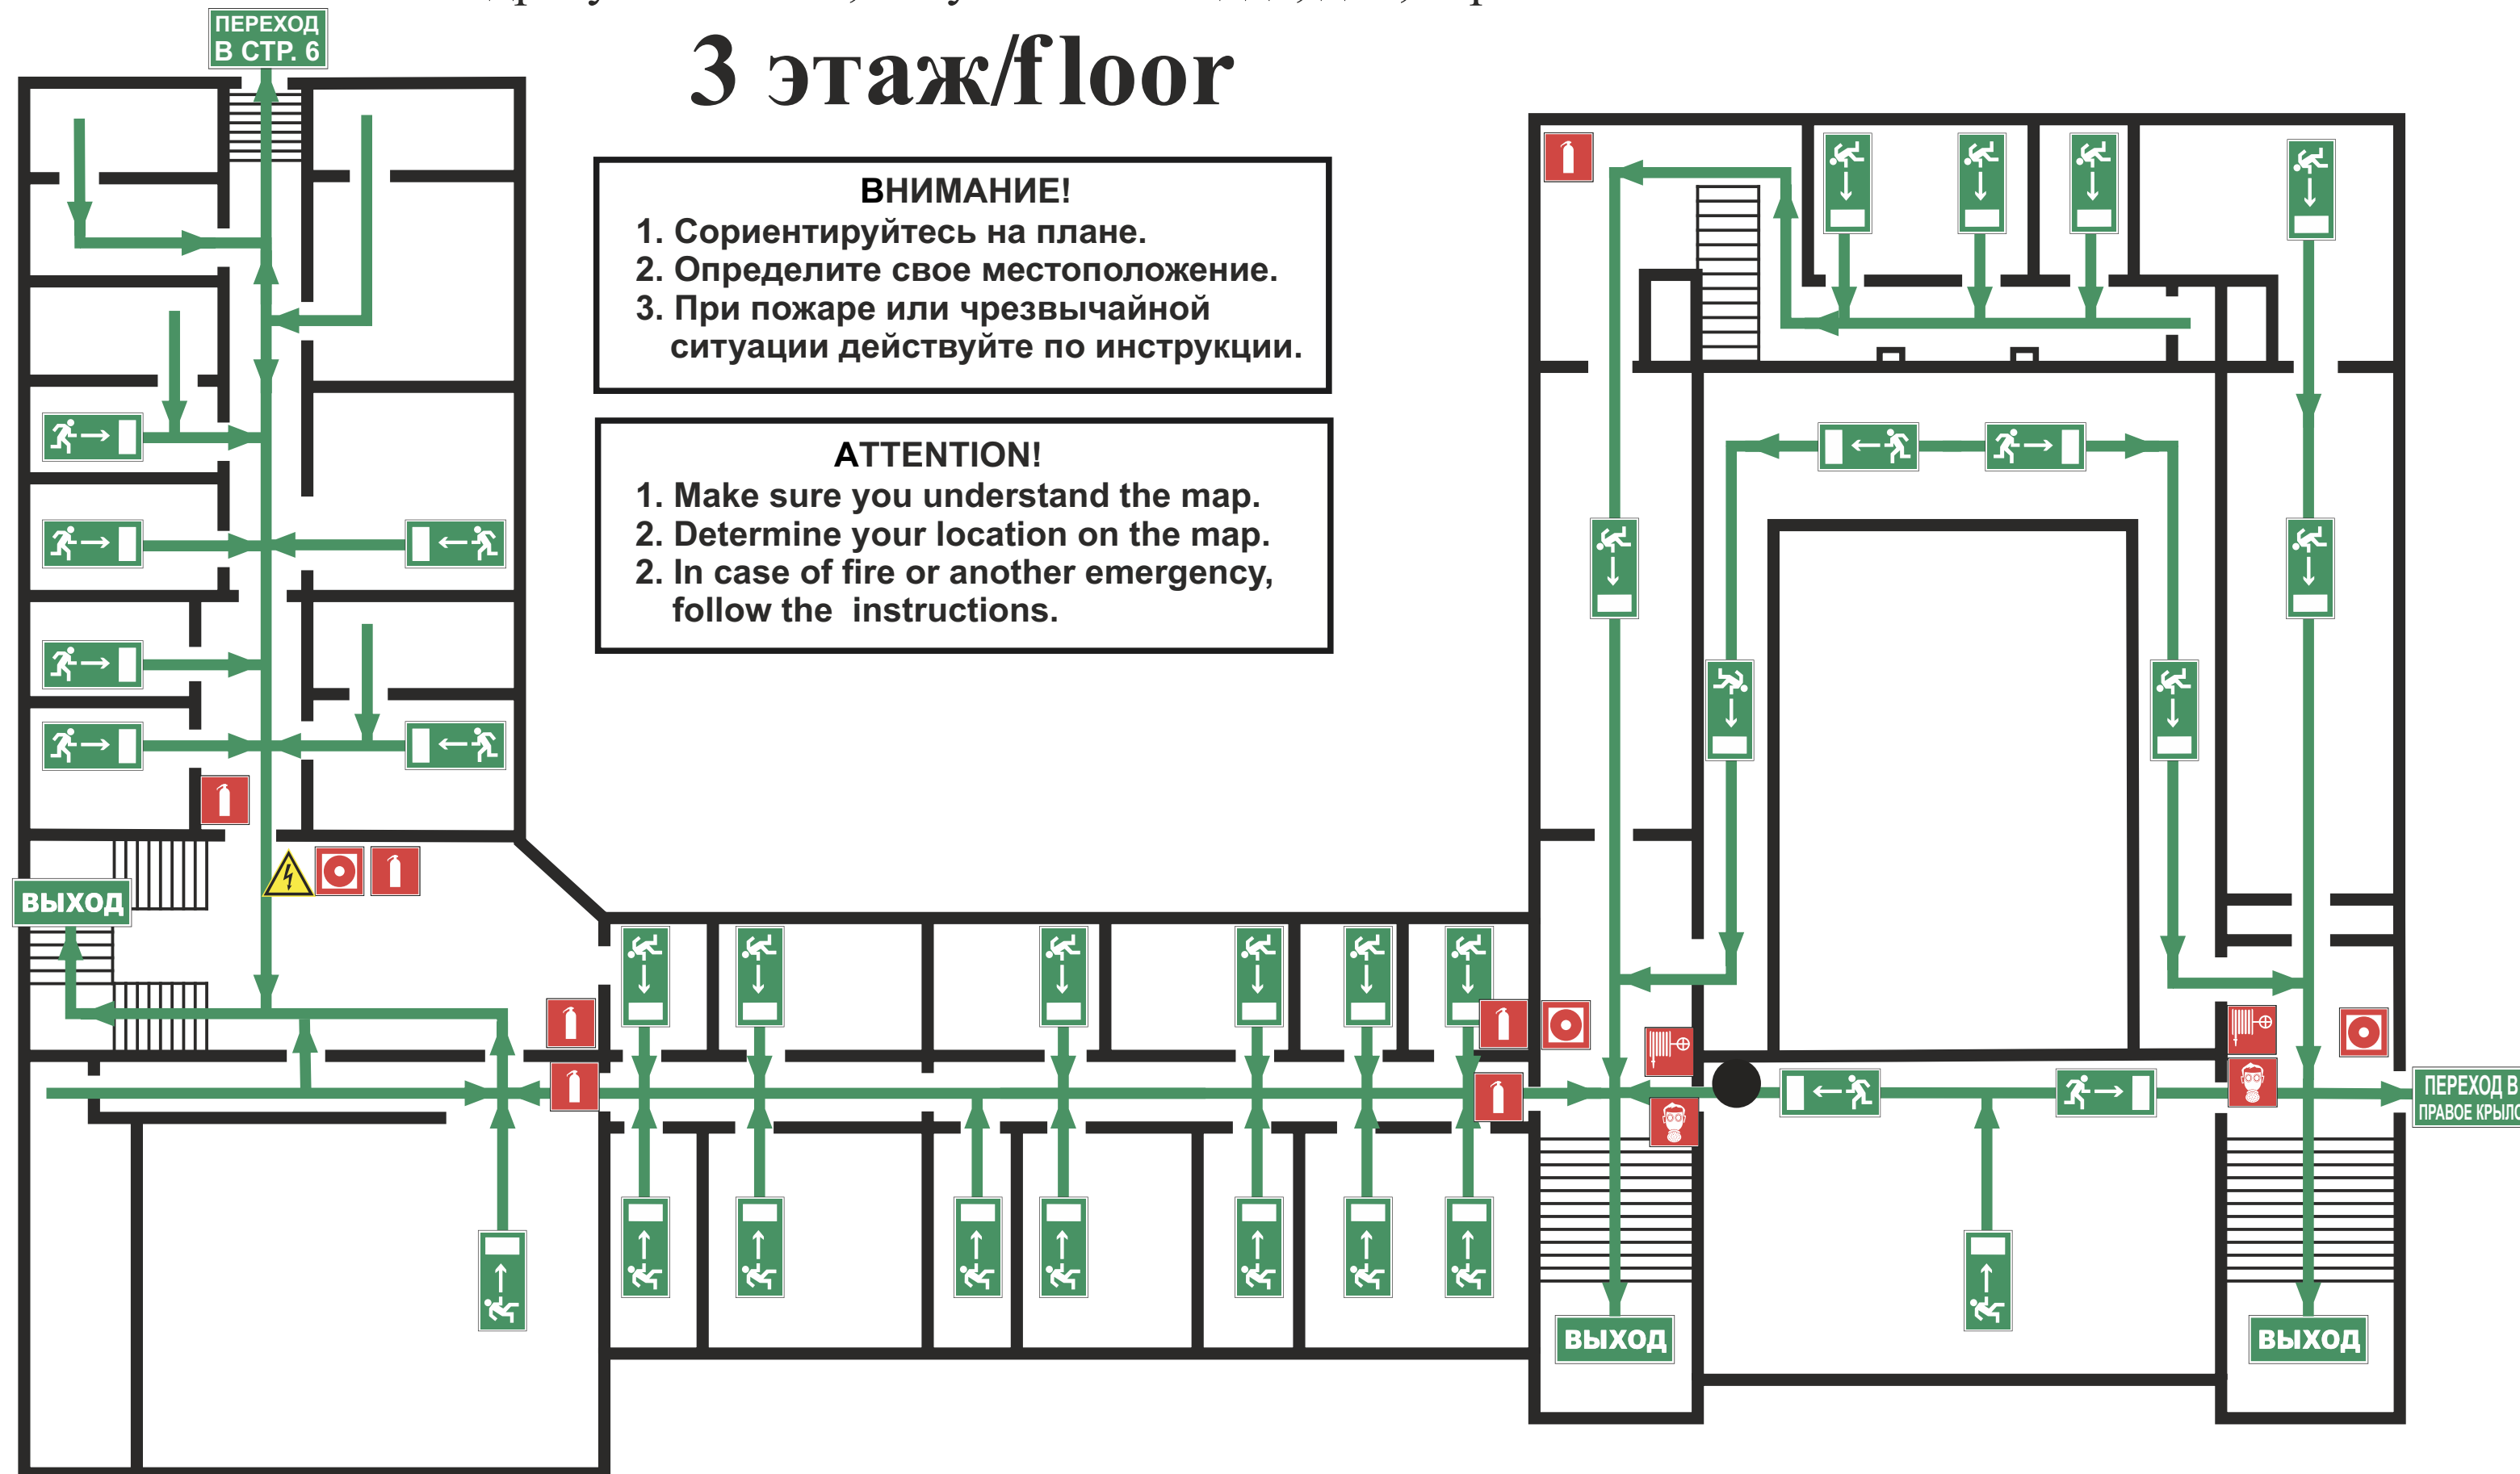 ПЕРЕХОД
В СТР. 6
3 этаж/floor
ВНИМАНИЕ!
1. Сориентируйтесь на плане.
2. Определите свое местоположение.
3. При пожаре или чрезвычайной
ситуации действуйте по инструкции.
ATTENTION!
1. Make sure you understand the map.
2. Determine your location on the map.
2. In case of fire or another emergency,
follow the instructions.
ВЫХОД
ПЕРЕХОД В
ПРАВОЕ КРЫЛО
ВЫХОД
ВЫХОД